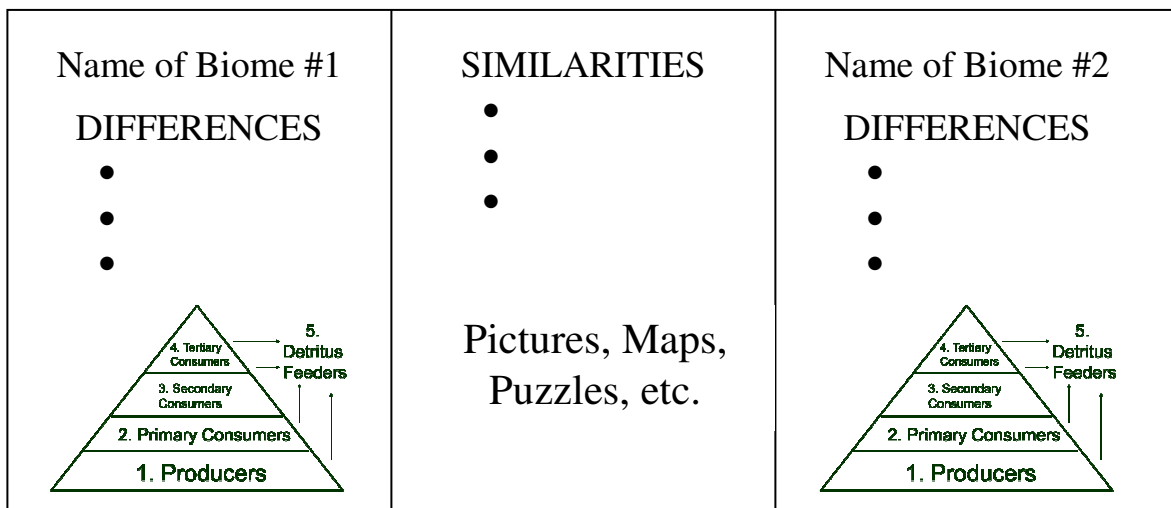 Name of Biome #1
DIFFERENCES
•
•
•
4. Tertiary
Consumers
3. Secondary
Consumers
2. Primary Consumers
1. Producers
5.
Detritus
Feeders
SIMILARITIES
•
•
•
Pictures, Maps,
Puzzles, etc.
Name of Biome #2
DIFFERENCES
•
•
•
4. Tertiary
Consumers
3. Secondary
Consumers
2. Primary Consumers
1. Producers
5.
Detritus
Feeders